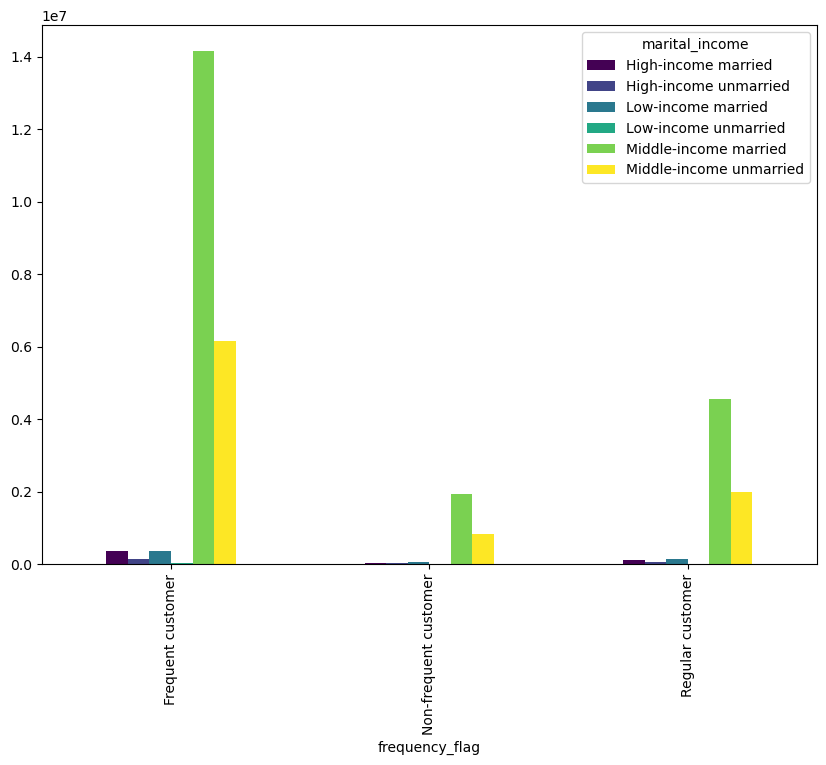 1e7
1.4
1.2
1.0
0.8
0.6
0.4
0.2
0.0
marital_income
High-income married
High-income unmarried
Low-income married
Low-income unmarried
Middle-income married
Middle-income unmarried
Frequent customer
Non-frequent customer
Regular customer
frequency_flag